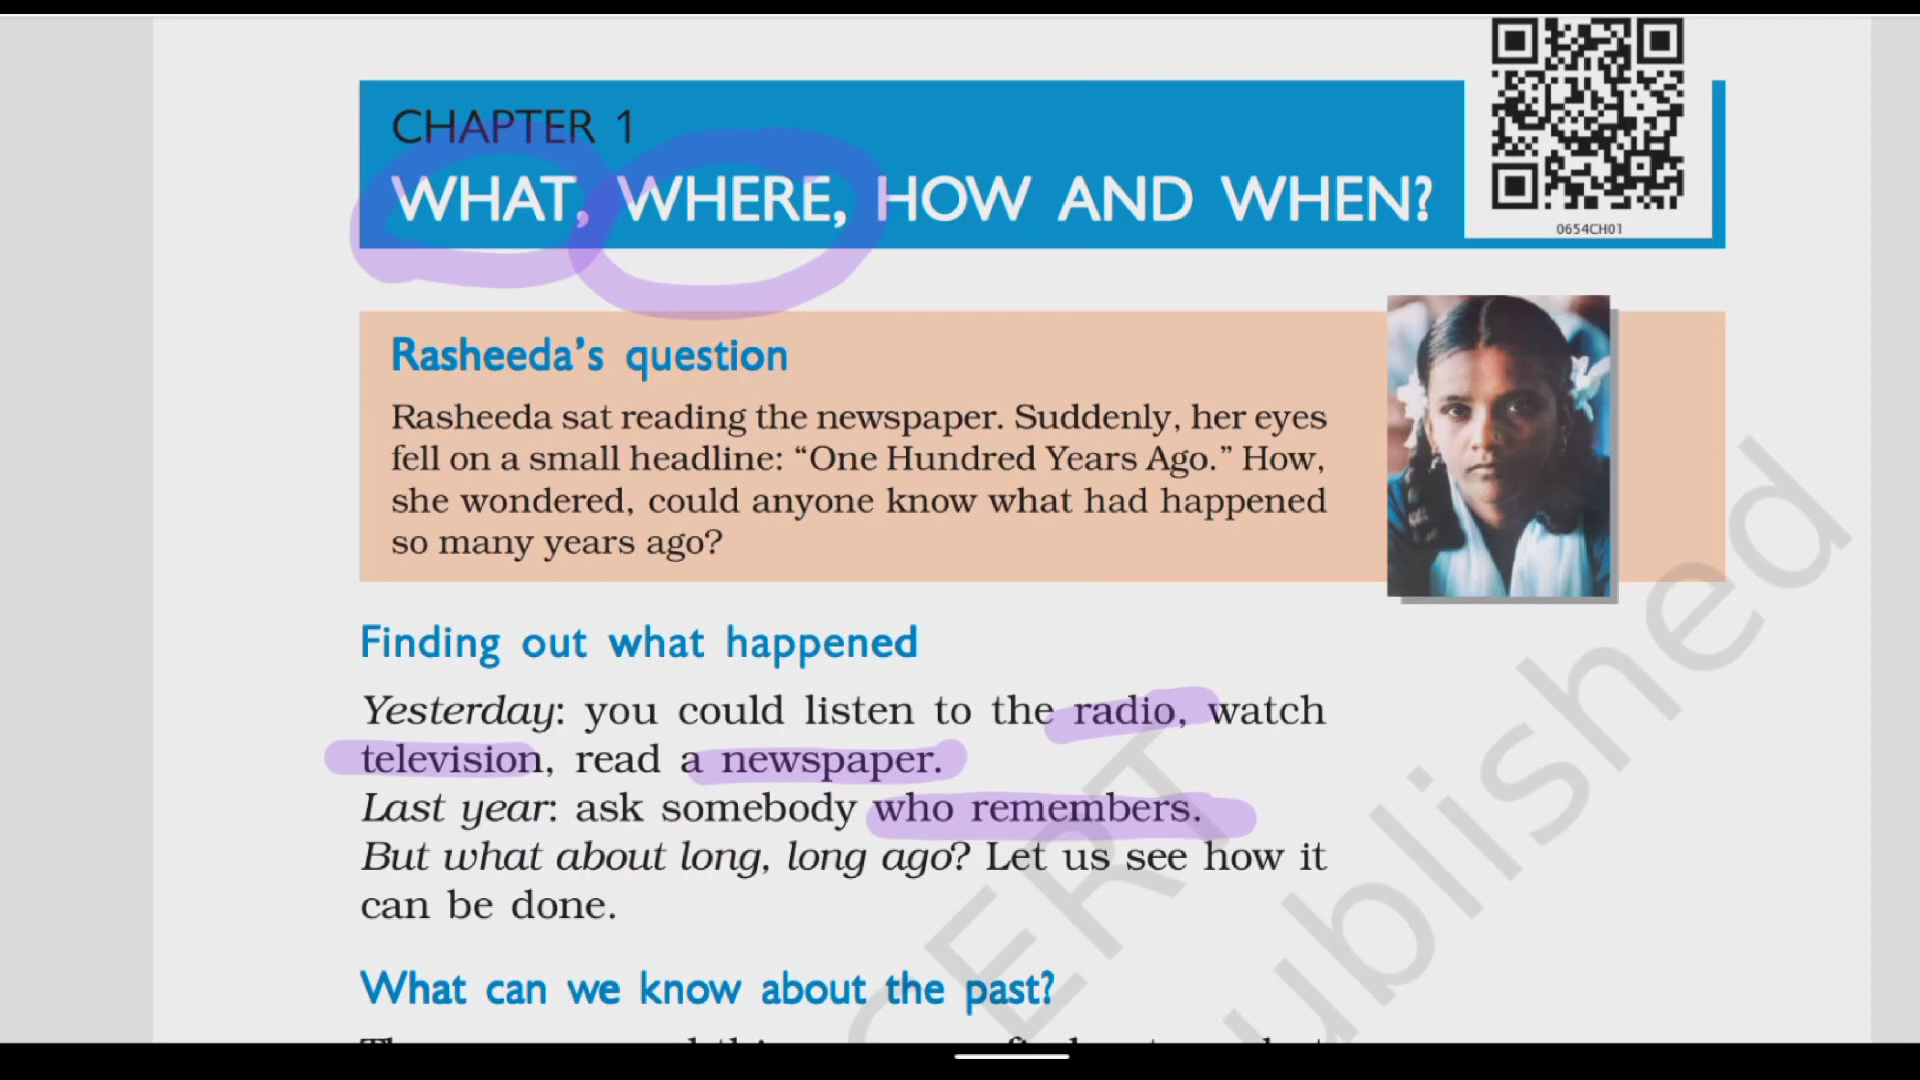 CHAPTER 1
WHAT, WHERE, HOW AND WHEN?
0654CH01
Rasheeda's question
Rasheeda sat reading the newspaper. Suddenly, her eyes
fell on a small headline: “One Hundred Years Ago.” How,
she wondered, could anyone know what had happened
so many years ago?
Finding out what happened
Yesterday: you could listen to the radio, watch
television, read a newspaper.
Last year: ask somebody who remembers.
But what about long, long ago? Let us see how it
can be done.
What can we know about the past?